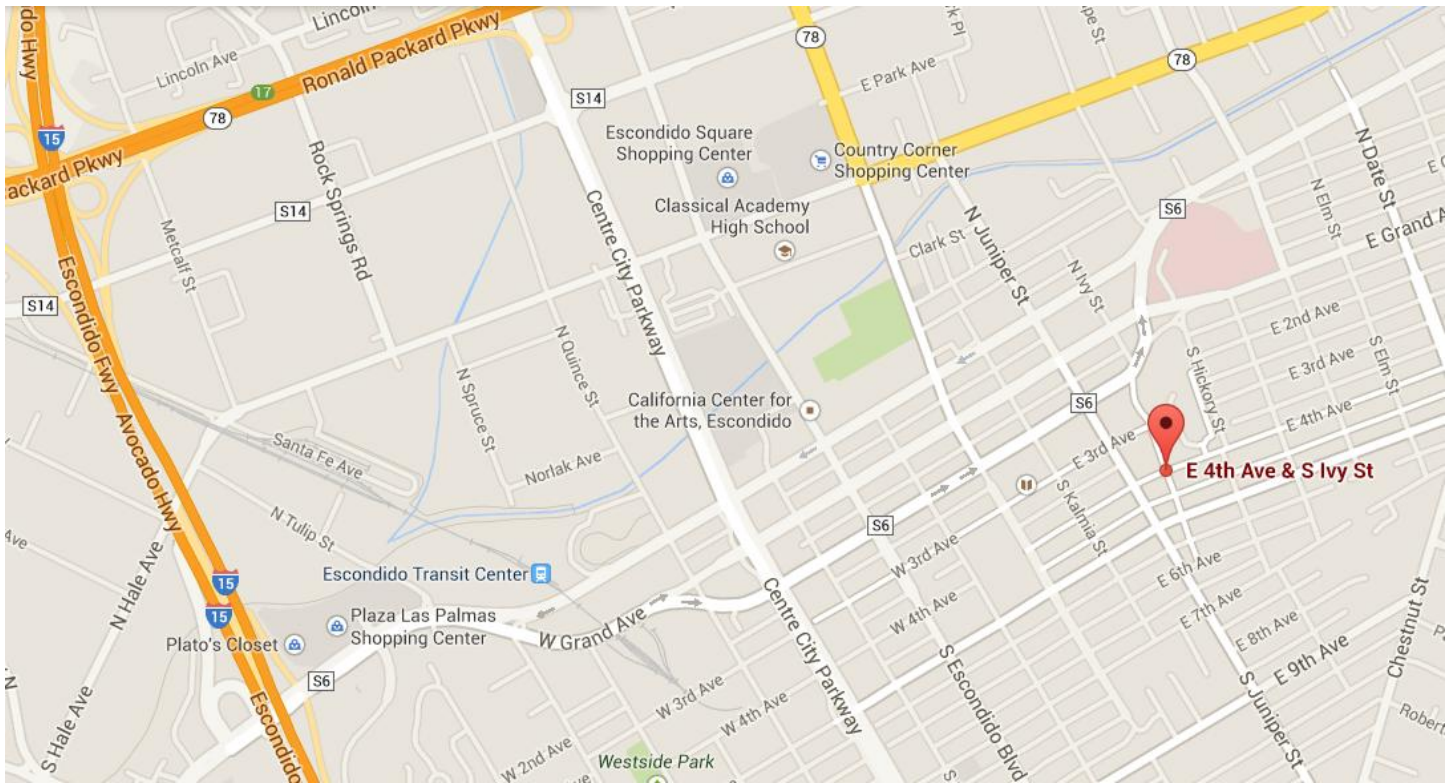 ido Hwy
Lincoln
Lincoln Ave
Ronald Packard Pkwy
17
78
15
ackard Pkwy
Rock Springs Rd
Metcalf St
S14
S14
S14
Escondido Square
Shopping Center
Country Corner
Shopping Center
Classical Academy
High School
78
E Park Ave
78
Centre City Parkway
Clark St
N Juniper St
N Ivy St
S6
N Elm St
N Date St
E Grand A
Escondido Fwy
Avocado Hwy
N Spruce St
N Quince St
Santa Fe Ave
Norlak Ave
California Center for
the Arts, Escondido
S6
S Hickory St
E 2nd Ave
E 3rd Ave
S Elm St
E 4th Ave
E 3rd Ave
E 4th Ave & S Ivy St
S Kalmia St
S6
W 3rd Ave
W 4th Ave
N Tulip St
N Hale Ave
Ave
15
15
Escondido Transit Center
Plaza Las Palmas
Shopping Center
Plato's Closet
W Grand Ave
S6
S Hale Ave
N
Escondido
W 2nd Ave
W 3rd Ave
W 4th Ave
Westside Park
Centre City Parkway
S Escondido Blvd
E 6th Ave
E 7th Ave
E 8th Ave
E 9th Ave
S Juniper St
Chestnut St
Robert